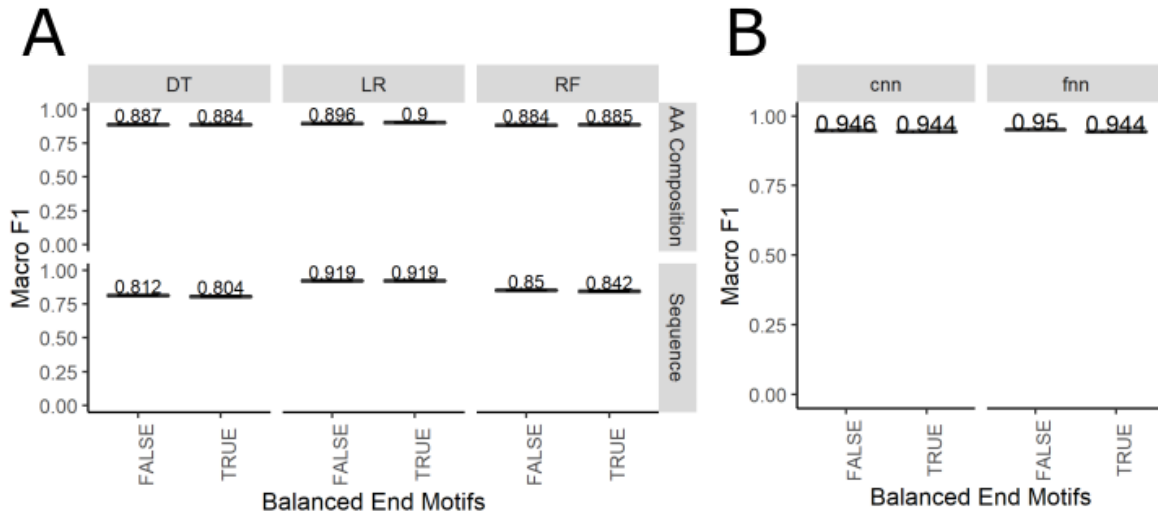 A
DT LR RF
Macro F1
1.00
0.75
0.50
0.25
0.00
0.887 0.884 0.896 0.9 0.884 0.885
AA Composition
1.00
0.75
0.50
0.25
0.00
0.812 0.804 0.919 0.919 0.85 0.842
Sequence
FALSE TRUE FALSE TRUE FALSE TRUE
Balanced End Motifs
B
cnn fnn
Macro F1
1.00
0.75
0.50
0.25
0.00
0.946 0.944 0.95 0.944
FALSE TRUE FALSE TRUE
Balanced End Motifs